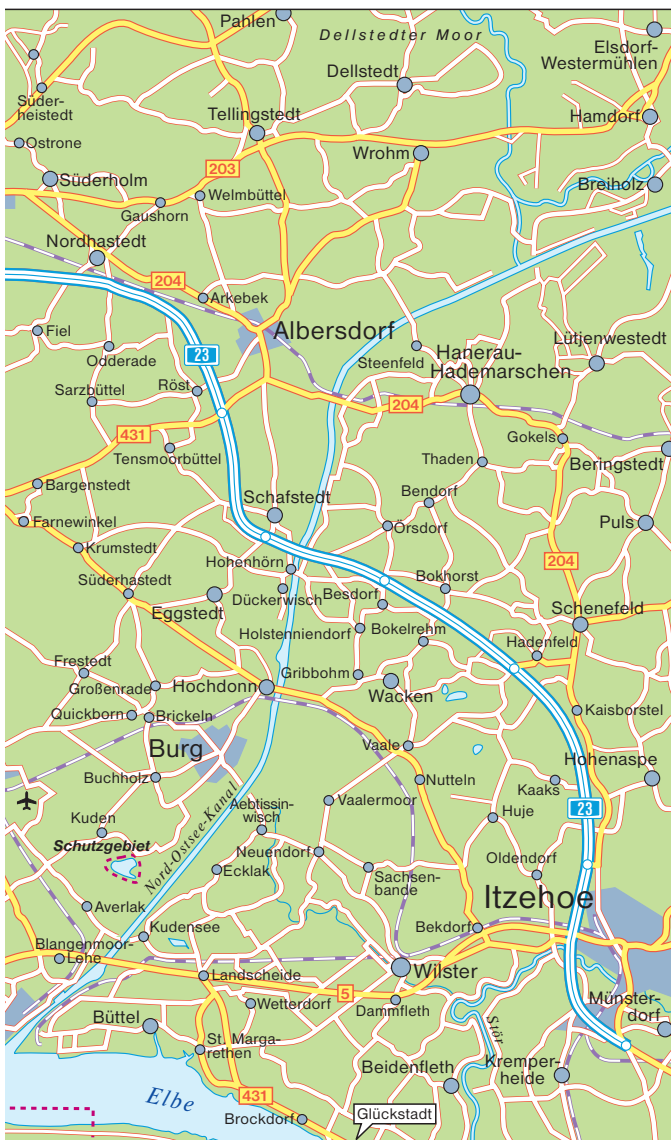 Pahlen
Dellstedter Moor
Elsdorf-
Westermühlen
Dellstedt
Süder-
heistedt
Tellingstedt
Hamdorf
Ostrone
Wrohm
203
Süderholm
Breiholz
Welmbüttel
Gaushorn
Nordhastedt
204
Arkebek
Fiel
Albersdorf
Lütjenwestedt
23
Odderade
Steenfeld
Hanerau-
Hademarschen
Röst
Sarzbüttel
204
431
Gokels
Tensmoorbüttel
Thaden
Beringstedt
Bargenstedt
Bendorf
Schafstedt
Farnewinkel
Örsdorf
Puls
Krumstedt
Hohenhörn
204
Süderhastedt
Bokhorst
Eggstedt
Dückerwisch
Besdorf
Schenefeld
Holstenniendorf
Bokelrehm
Hadenfeld
Frestedt
Gribbohm
Großenrade
Hochdonn
Wacken
Quickborn
Brickeln
Kaisborstel
Burg
Vaale
Hohenaspe
Buchholz
Nutteln
Kaaks
Aebtissin-
wisch
Vaalermoor
Huje
23
Kuden
Schutzgebiet
Nord-Ostsee-Kanal
Neuendorf
Ecklak
Sachsen-
bande
Oldendorf
Itzehoe
Averlak
Kudensee
Bekdorf
Blangenmoor-
Lehe
Landscheide
Wilster
5
Wetterdorf
Dammfleth
Münster-
dorf
Büttel
Stör
St. Marga-
rethen
Beidenfleth
Kremper-
heide
Elbe
431
Brockdorf
Glückstadt